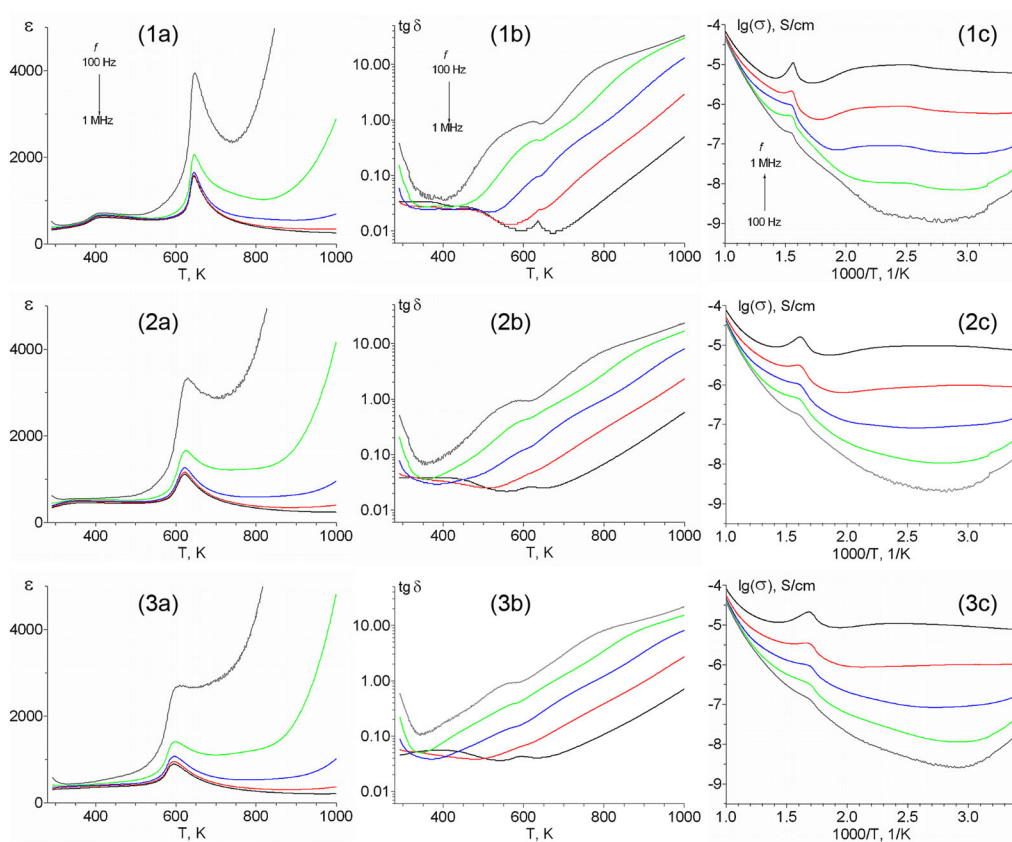 ε
(1a)
f
100 Hz
1 MHz
4000
2000
0
400 600 800 1000
T, K
tg δ
(1b)
f
100 Hz
1 MHz
10.00
1.00
0.10
0.01
400 600 800 1000
T, K
lg(σ), S/cm
(1c)
f
1 MHz
100 Hz
-4
-5
-6
-7
-8
-9
1.0 1.5 2.0 2.5 3.0
1000/T, 1/K
ε
(2a)
4000
2000
0
400 600 800 1000
T, K
tg δ
(2b)
10.00
1.00
0.10
0.01
400 600 800 1000
T, K
lg(σ), S/cm
(2c)
-4
-5
-6
-7
-8
-9
1.0 1.5 2.0 2.5 3.0
1000/T, 1/K
ε
(3a)
4000
2000
0
400 600 800 1000
T, K
tg δ
(3b)
10.00
1.00
0.10
0.01
400 600 800 1000
T, K
lg(σ), S/cm
(3c)
-4
-5
-6
-7
-8
-9
1.0 1.5 2.0 2.5 3.0
1000/T, 1/K